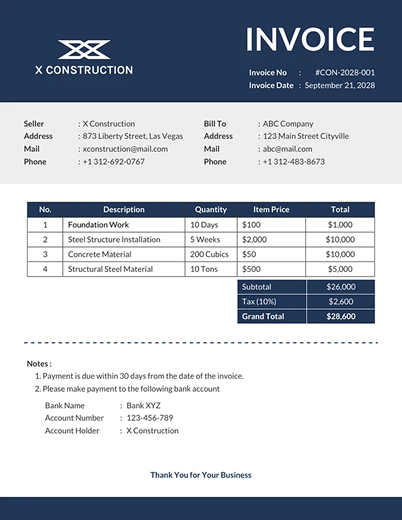 INVOICE
X CONSTRUCTION
Invoice No : #CON-2028-001
Invoice Date : September 21, 2028
Seller : X Construction Bill To : ABC Company
Address : 873 Liberty Street, Las Vegas Address : 123 Main Street Cityville
Mail : xconstruction@mail.com Mail : abc@mail.com
Phone : +1 312-692-0767 Phone : +1 312-483-8673
No. Description Quantity Item Price Total
1 Foundation Work 10 Days $100 $1,000
2 Steel Structure Installation 5 Weeks $2,000 $10,000
3 Concrete Material 200 Cubics $50 $10,000
4 Structural Steel Material 10 Tons $500 $5,000
Subtotal $26,000
Tax (10%) $2,600
Grand Total $28,600
Notes :
1. Payment is due within 30 days from the date of the invoice.
2. Please make payment to the following bank account
Bank Name : Bank XYZ
Account Number : 123-456-789
Account Holder : X Construction
Thank You for Your Business